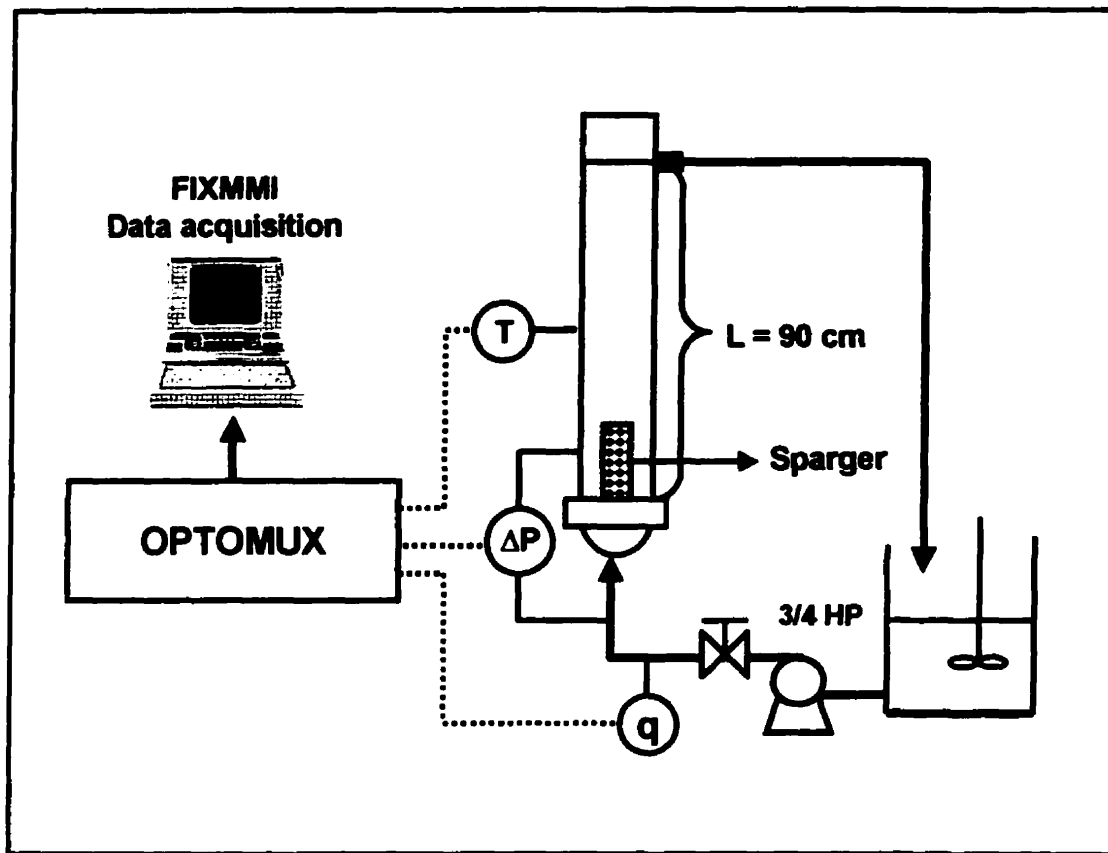 FIXMMI
Data acquisition
T
L = 90 cm
Sparger
OPTOMUX
ΔP
3/4 HP
q